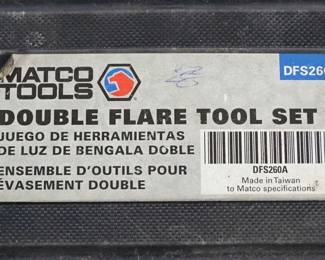 MATCO
TOOLS
DFS260
DOUBLE FLARE TOOL SET
JUEGO DE HERRAMIENTAS
DE LUZ DE BENGALA DOBLE
ENSEMBLE D'OUTILS POUR
ÉVASEMENT DOUBLE
DFS260A
Made in Taiwan
to Matco specifications